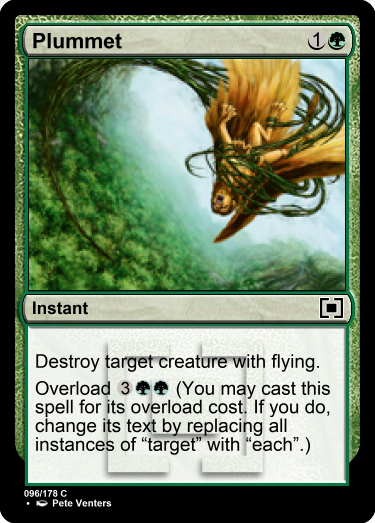 Plummet 1
Instant
Destroy target creature with flying.
Overload 3 (You may cast this
spell for its overload cost. If you do,
change its text by replacing all
instances of “target” with “each”.)
096/178 C
• Pete Venters